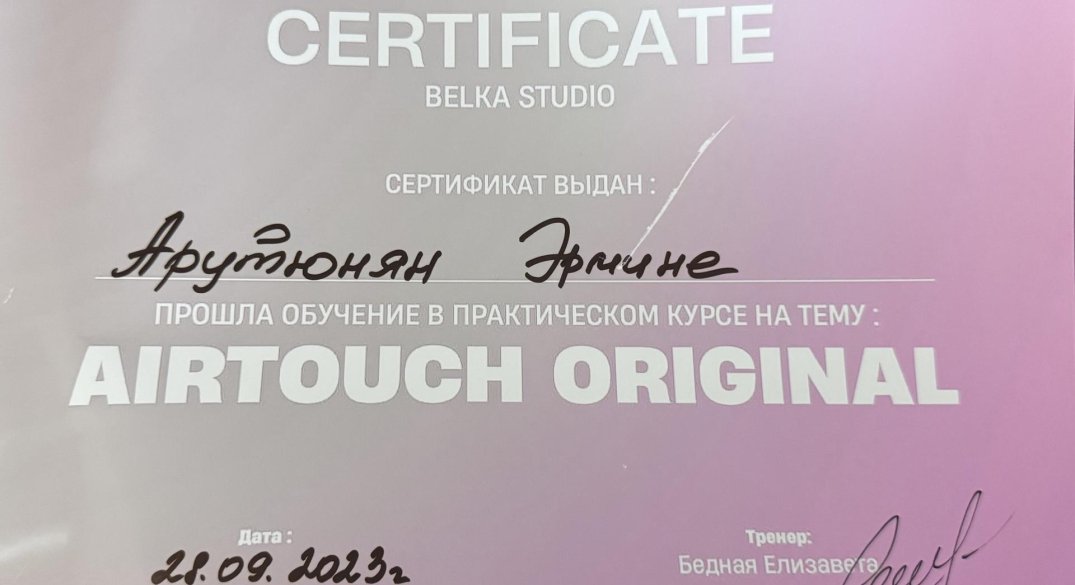 CERTIFICATE
BELKA STUDIO
СЕРТИФИКАТ ВЫДАН :
Арутюнян Эрмине
ПРОШЛА ОБУЧЕНИЕ В ПРАКТИЧЕСКОМ КУРСЕ НА ТЕМУ :
AIRTOUCH ORIGINAL
Дата :
28.09.2023г
Тренер:
Бедная Елизавета